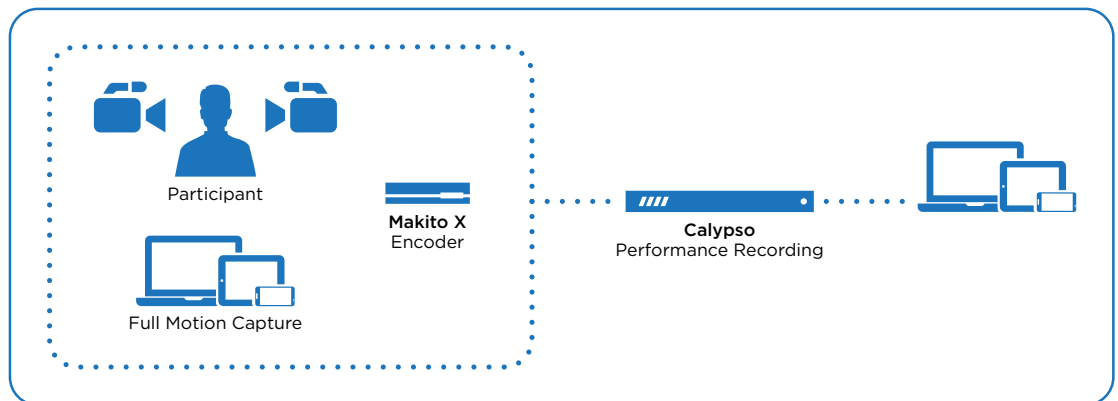 Participant
Makito X
Encoder
Calypso
Performance Recording
Full Motion Capture